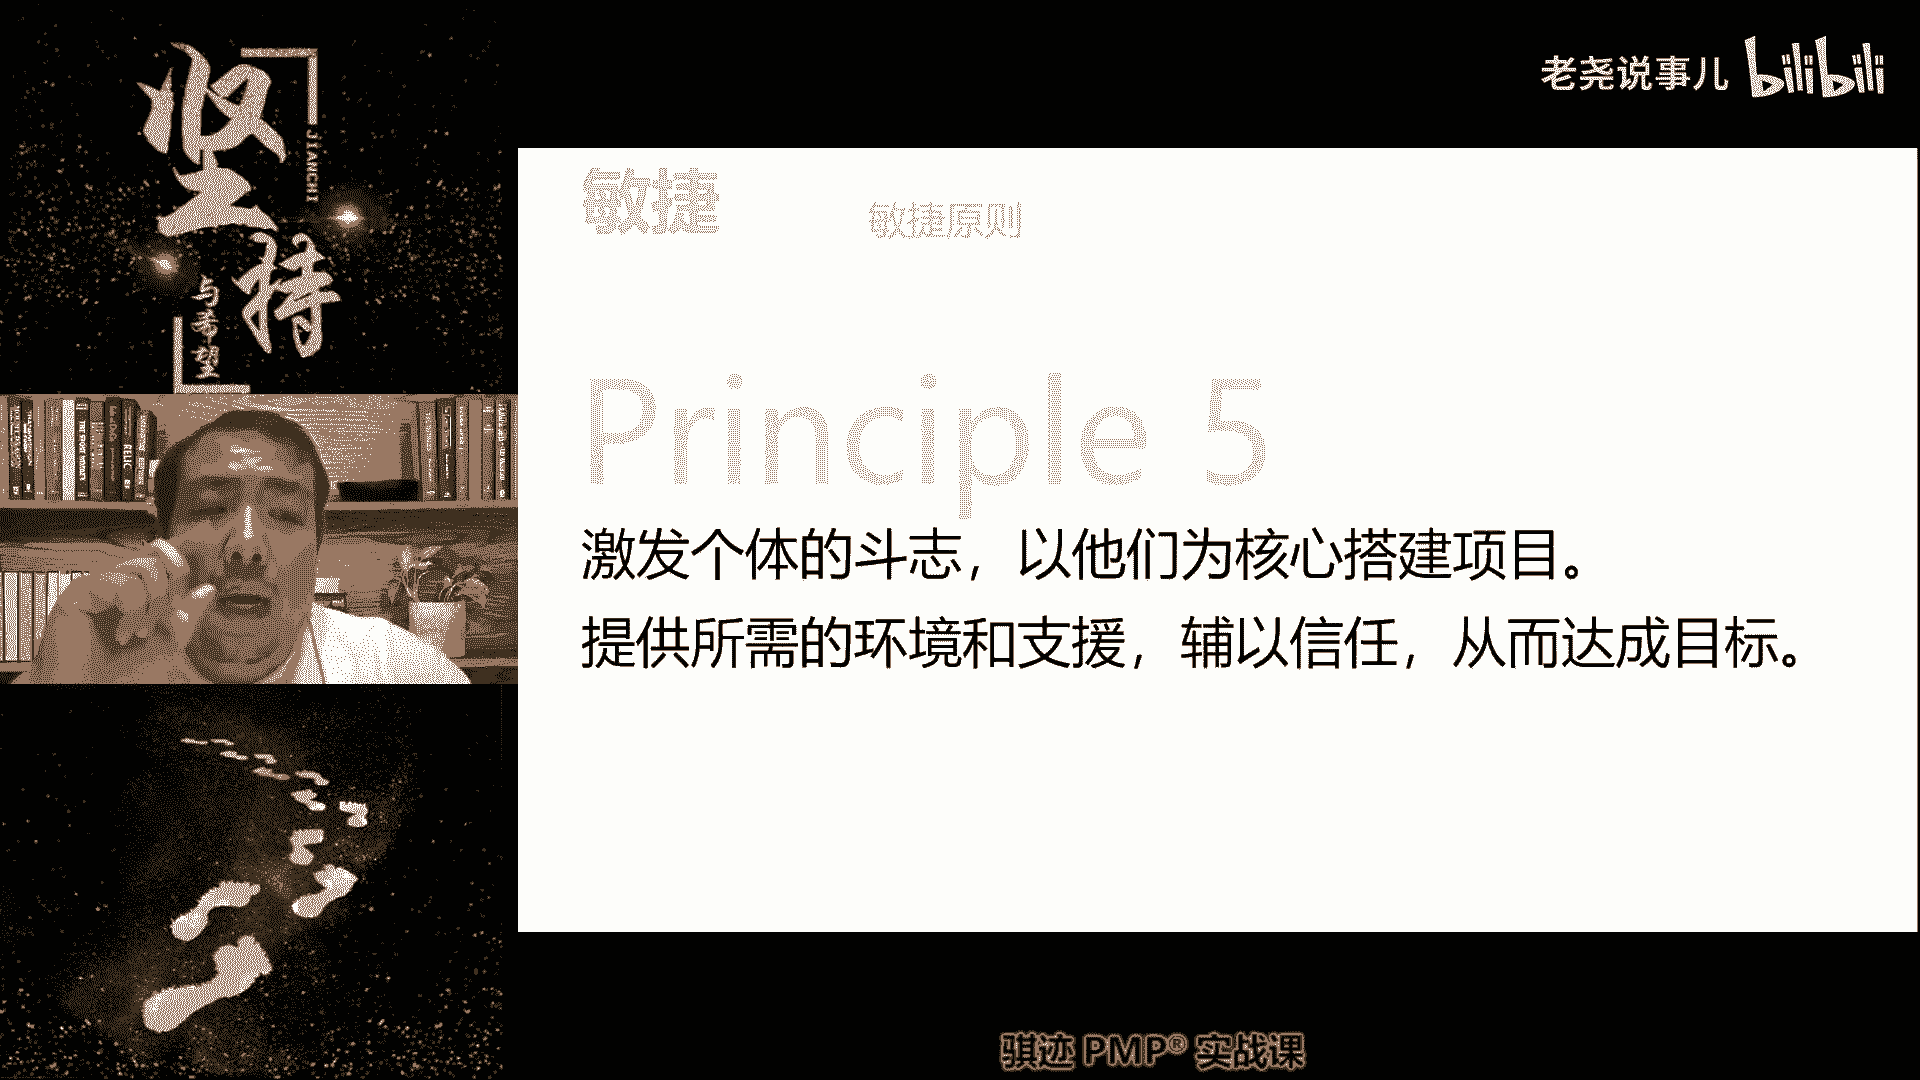 坚持
JIANCHI
与希望
老尧说事儿 bilibili
敏捷
敏捷原则
Principle 5
激发个体的斗志，以他们为核心搭建项目。
提供所需的环境和支援，辅以信任，从而达成目标。
骐迹 PMP® 实战课